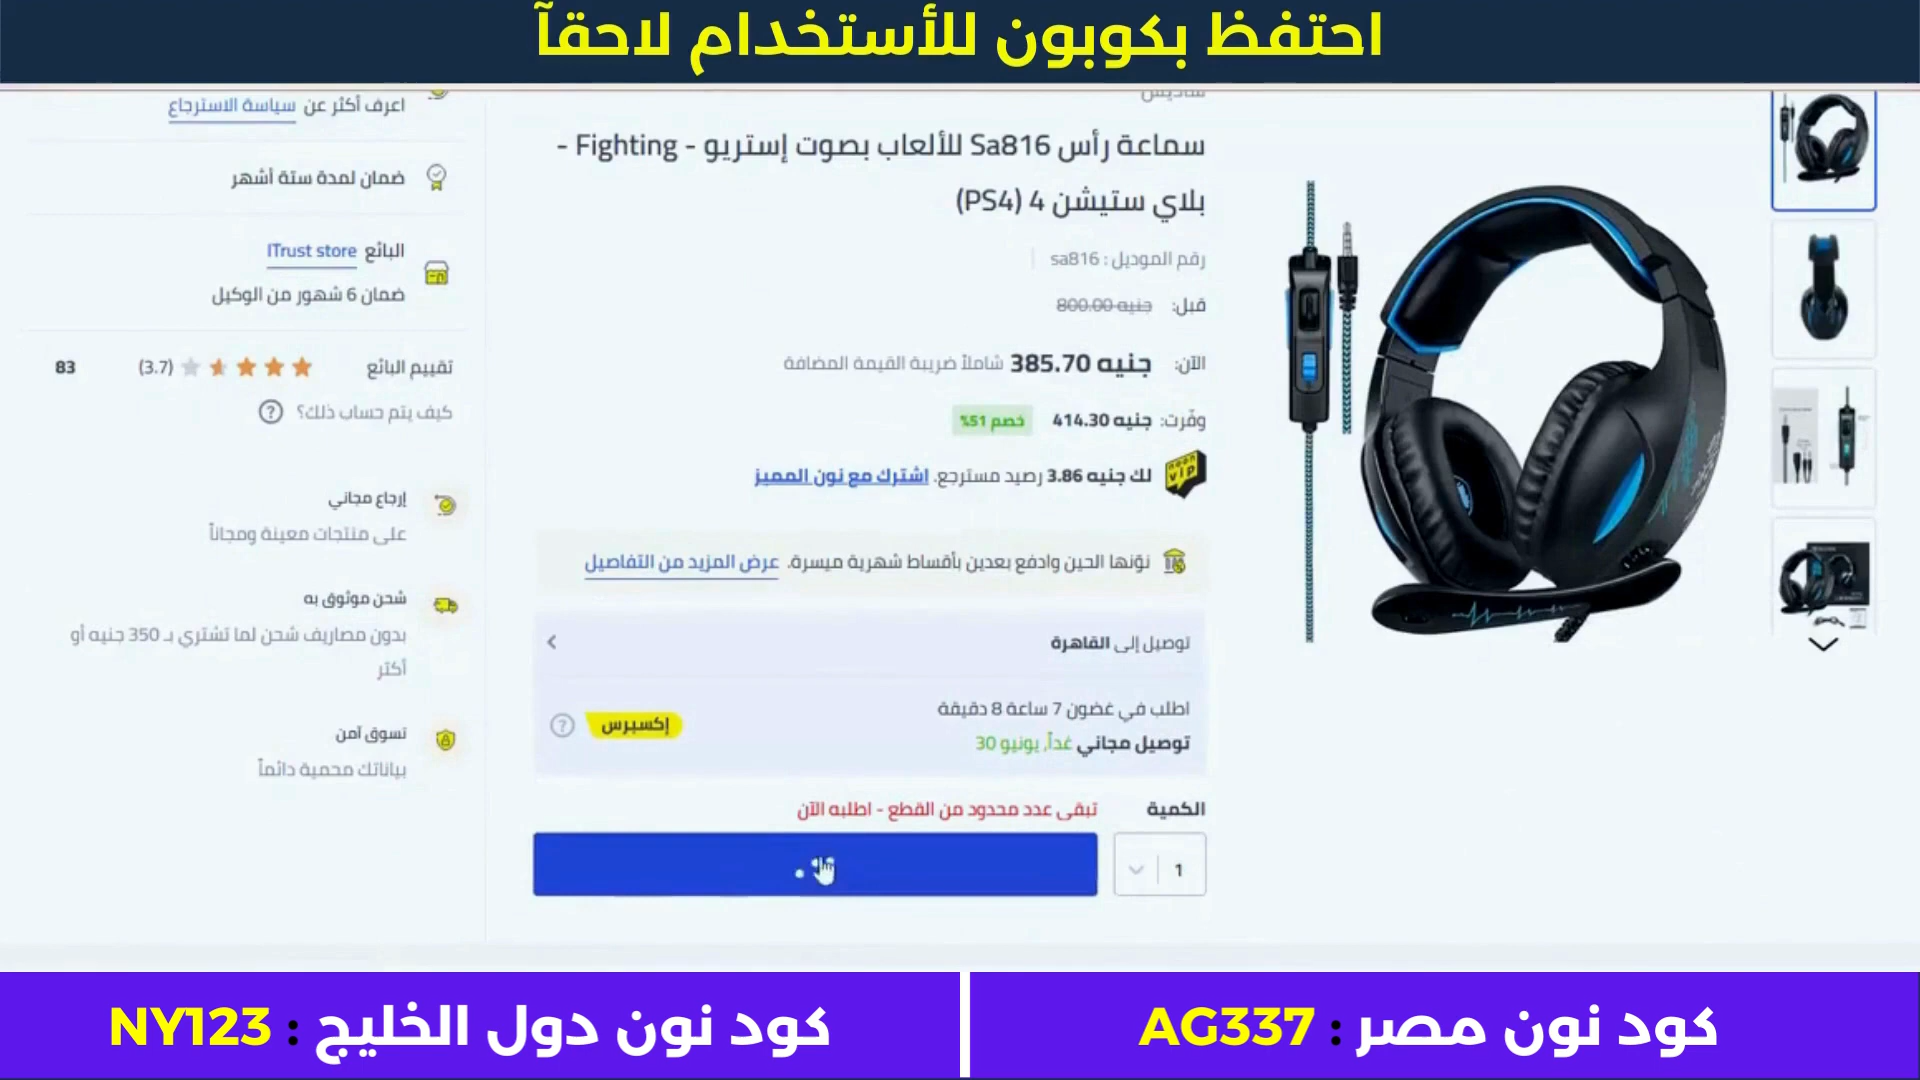 احتفظ بكوبون للأستخدام لاحقآ
ساديس
سماعة رأس Sa816 للألعاب بصوت إستريو - Fighting -
بلاي ستيشن 4 (PS4)
رقم الموديل : sa816
قبل: جنيه 800.00
الآن: جنيه 385.70 شاملاً ضريبة القيمة المضافة
وفّرت: جنيه 414.30 خصم 51%
noon vip
لك جنيه 3.86 رصيد مسترجع. اشترك مع نون المميز
نوّنها الحين وادفع بعدين بأقساط شهرية ميسرة. عرض المزيد من التفاصيل
توصيل إلى القاهرة
اطلب في غضون 7 ساعة 8 دقيقة
توصيل مجاني غداً, يونيو 30
إكسبرس
الكمية
تبقى عدد محدود من القطع - اطلبه الآن
1
اعرف أكثر عن سياسة الاسترجاع
ضمان لمدة ستة أشهر
البائع ITrust store
ضمان 6 شهور من الوكيل
تقييم البائع (3.7) 83
كيف يتم حساب ذلك؟
إرجاع مجاني
على منتجات معينة ومجاناً
شحن موثوق به
بدون مصاريف شحن لما تشتري بـ 350 جنيه أو
أكثر
تسوق آمن
بياناتك محمية دائماً
كود نون مصر : AG337
كود نون دول الخليج : NY123